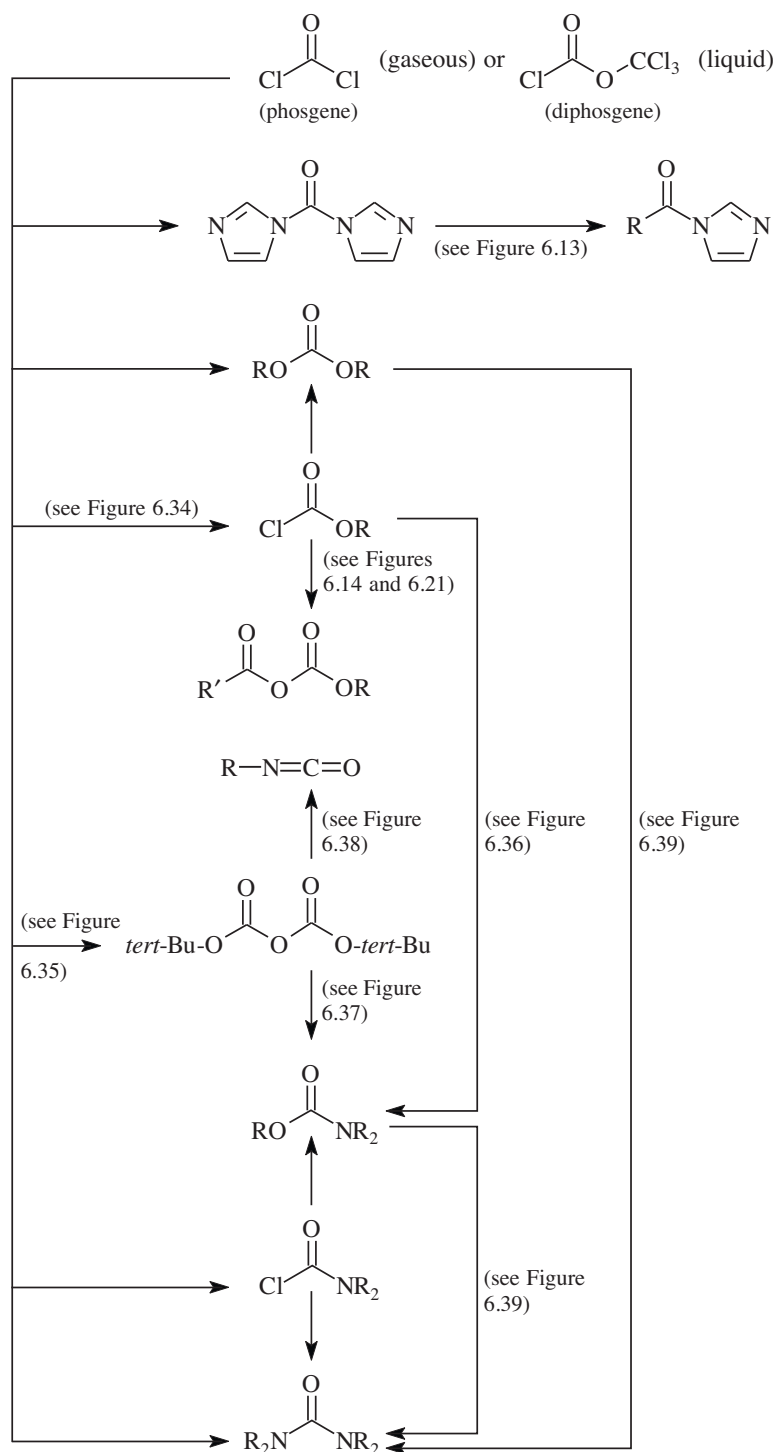 O O
Cl Cl (gaseous) or Cl O CCl₃ (liquid)
(phosgene) (diphosgene)
O O
N N N N R N N
(see Figure 6.13)
O
RO OR
O
(see Figure 6.34) Cl OR
(see Figures
6.14 and 6.21)
O O
R′ O OR
R N C O
(see Figure
6.38)
(see Figure
6.36)
(see Figure
6.39)
O O
(see Figure
6.35)
tert-Bu-O O O-tert-Bu
(see Figure
6.37)
O
RO NR₂
O
Cl NR₂
(see Figure
6.39)
O
R₂N NR₂